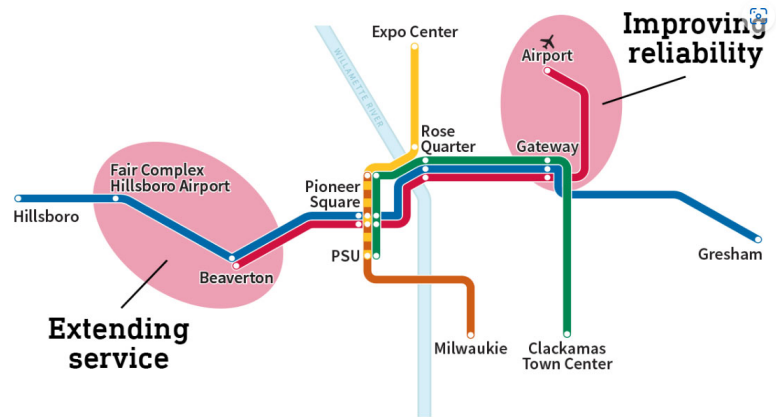 Improving
reliability
Expo Center
Airport
WILLAMETTE RIVER
Rose
Quarter
Gateway
Fair Complex
Hillsboro Airport
Pioneer
Square
Hillsboro
PSU
Gresham
Beaverton
Extending
service
Milwaukie
Clackamas
Town Center